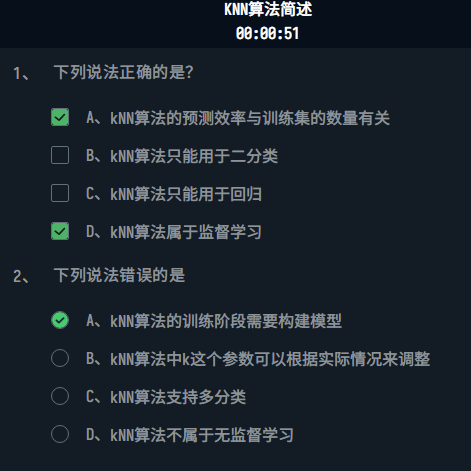 KNN算法简述
00:00:51
1、 下列说法正确的是？
A、kNN算法的预测效率与训练集的数量有关
B、kNN算法只能用于二分类
C、kNN算法只能用于回归
D、kNN算法属于监督学习
2、 下列说法错误的是
A、kNN算法的训练阶段需要构建模型
B、kNN算法中k这个参数可以根据实际情况来调整
C、kNN算法支持多分类
D、kNN算法不属于无监督学习